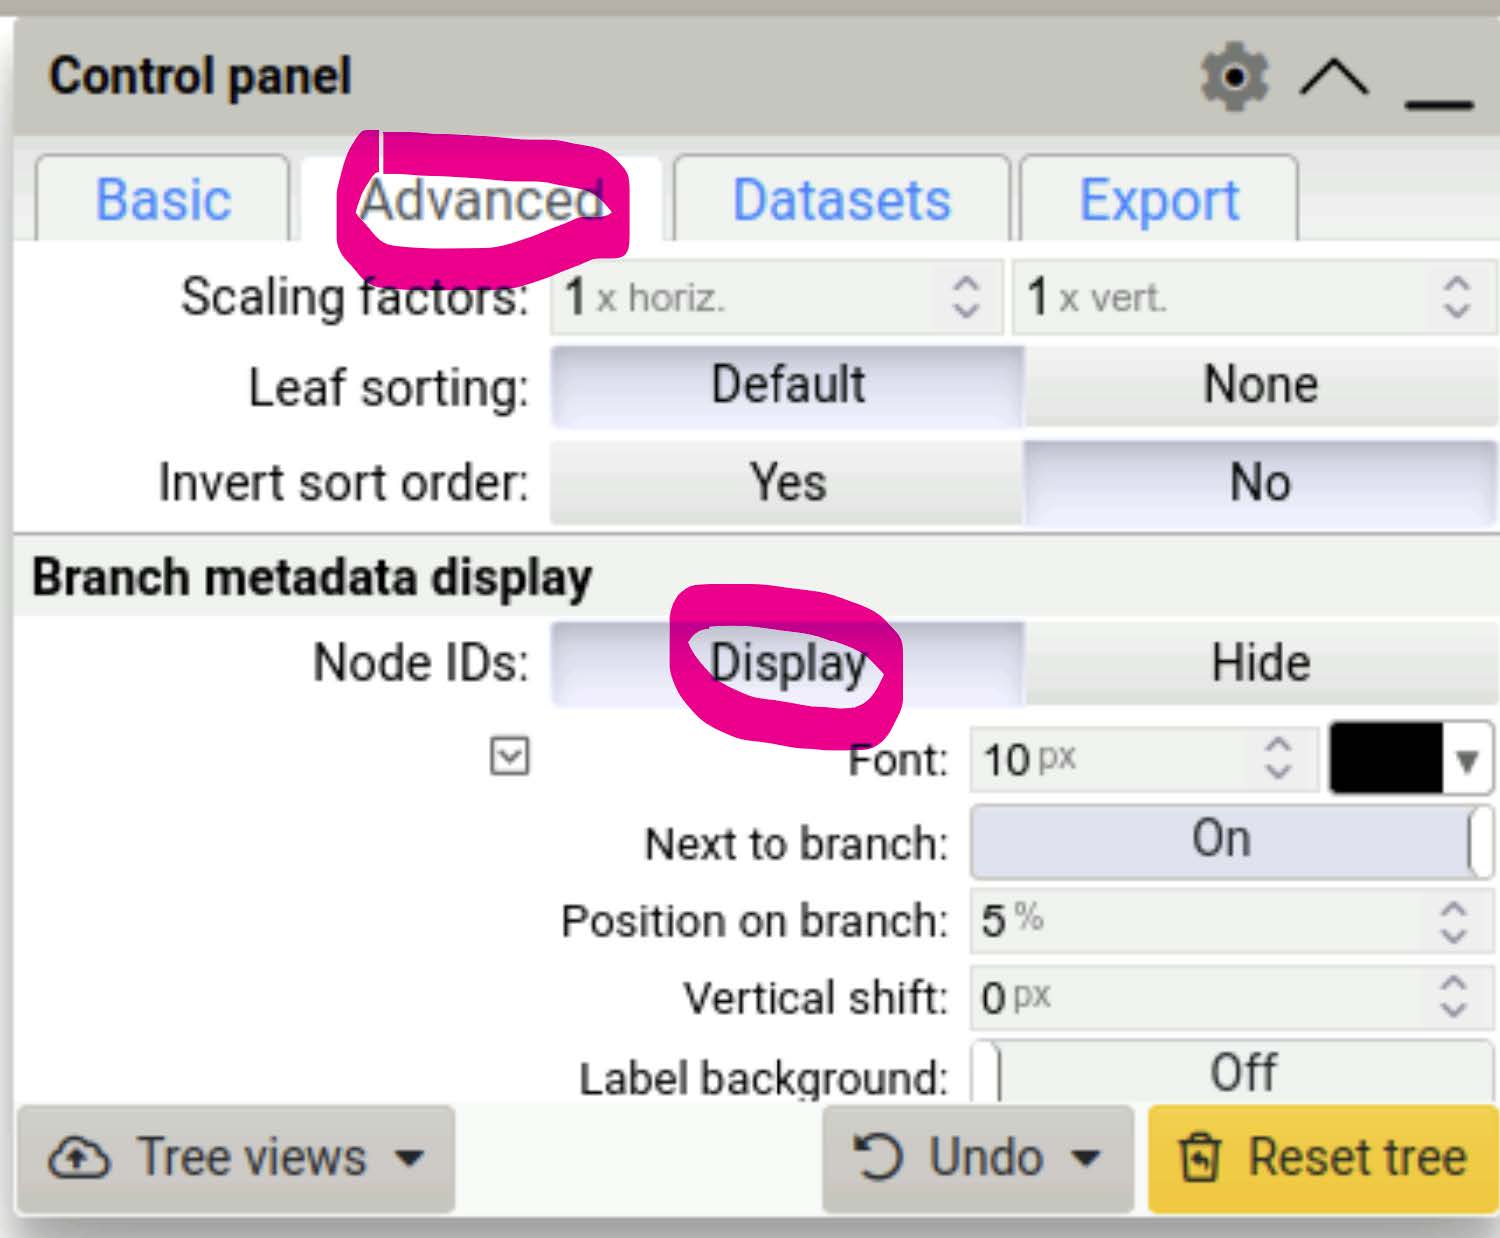 Control panel
Basic Advanced Datasets Export
Scaling factors: 1 x horiz. 1 x vert.
Leaf sorting: Default None
Invert sort order: Yes No
Branch metadata display
Node IDs: Display Hide
Font: 10 px
Next to branch: On
Position on branch: 5 %
Vertical shift: 0 px
Label background: Off
Tree views Undo Reset tree